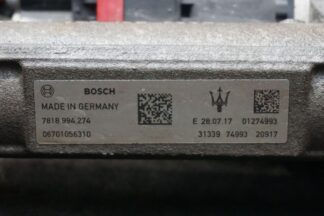 BOSCH
MADE IN GERMANY
7818 994 274
E 28.07.17 01274993
06701056310
31339 74993 20917